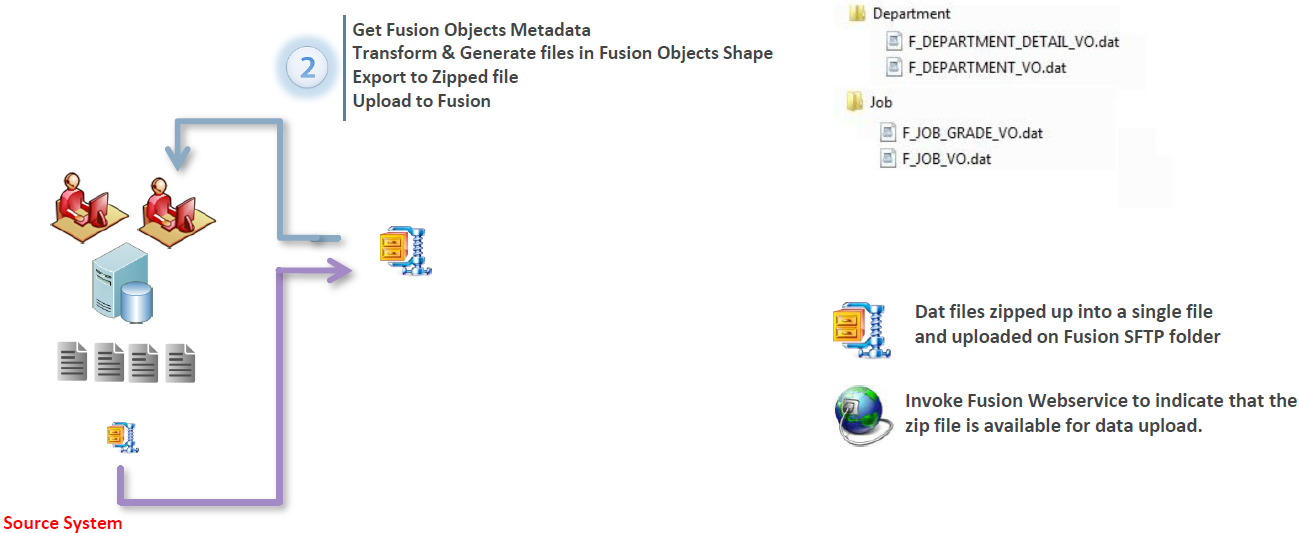 2
Get Fusion Objects Metadata
Transform & Generate files in Fusion Objects Shape
Export to Zipped file
Upload to Fusion
Department
F_DEPARTMENT_DETAIL_VO.dat
F_DEPARTMENT_VO.dat
Job
F_JOB_GRADE_VO.dat
F_JOB_VO.dat
Dat files zipped up into a single file
and uploaded on Fusion SFTP folder
Invoke Fusion Webservice to indicate that the
zip file is available for data upload.
Source System